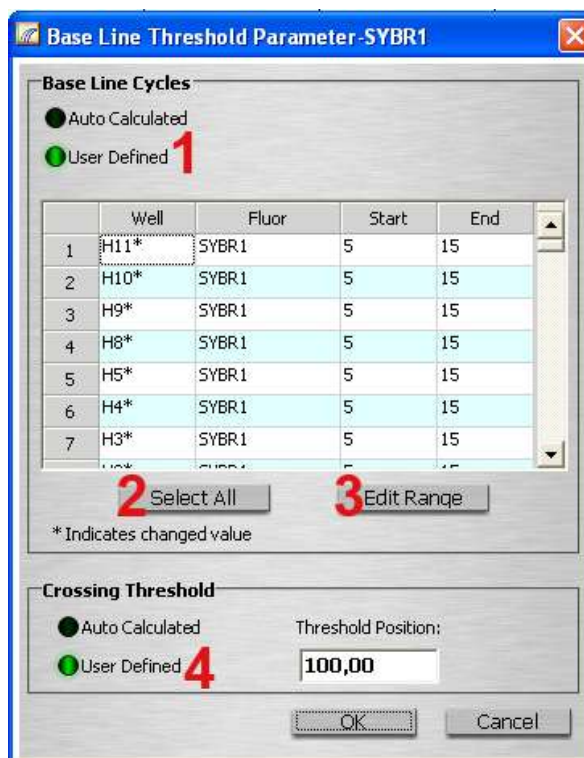 Base Line Threshold Parameter-SYBR1
Base Line Cycles
Auto Calculated
User Defined 1
Well Fluor Start End
1 H11* SYBR1 5 15
2 H10* SYBR1 5 15
3 H9* SYBR1 5 15
4 H8* SYBR1 5 15
5 H5* SYBR1 5 15
6 H4* SYBR1 5 15
7 H3* SYBR1 5 15
2 Select All 3 Edit Range
* Indicates changed value
Crossing Threshold
Auto Calculated Threshold Position:
User Defined 4 100,00
OK Cancel